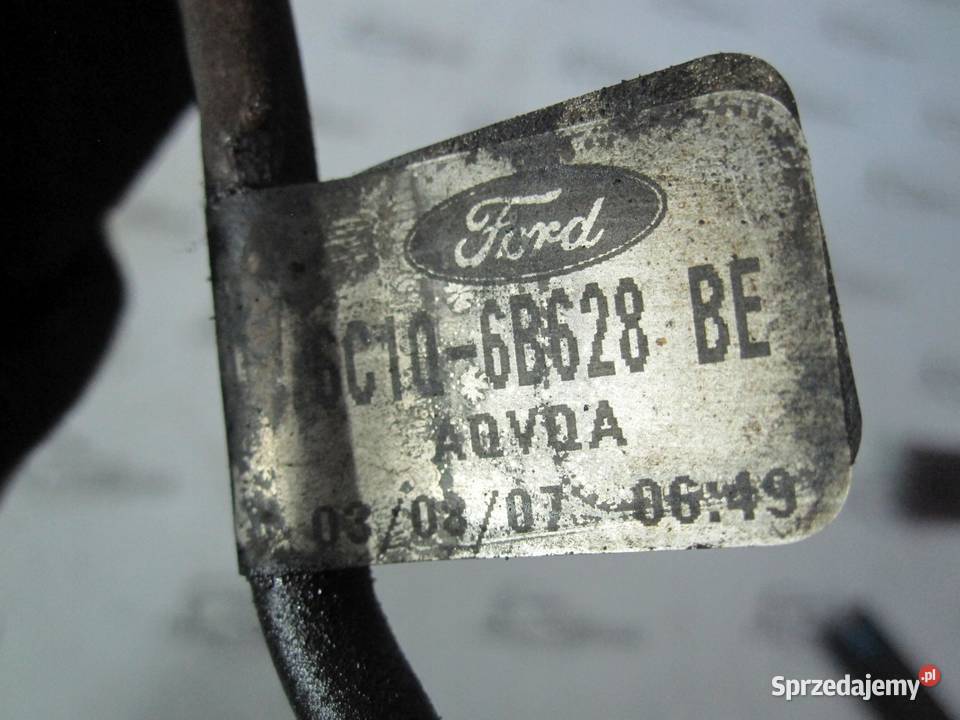 Ford
6C1Q-6B628 BE
AQVQA
03/08/07 06:49
Sprzedajemy.pl